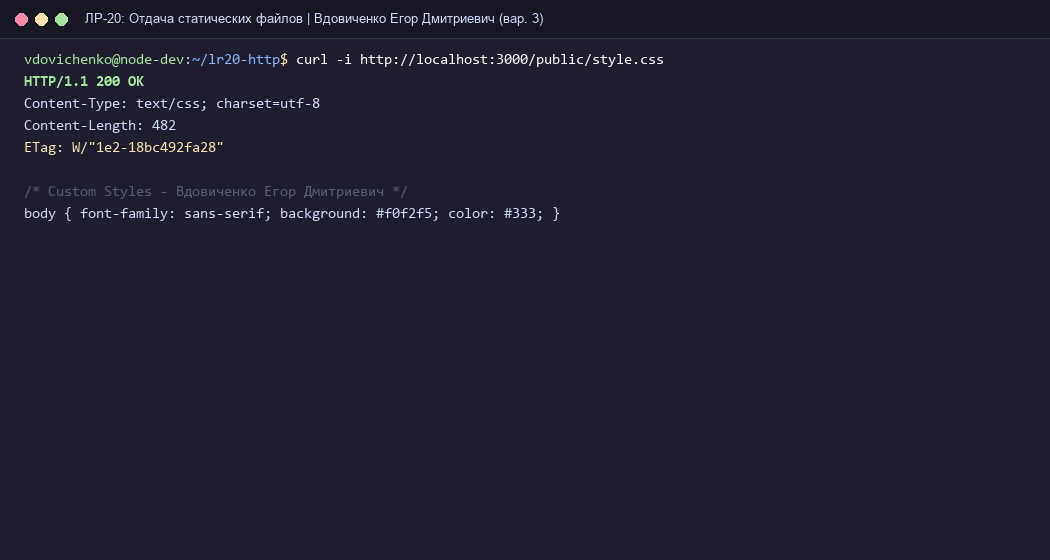 ЛР-20: Отдача статических файлов | Вдовиченко Егор Дмитриевич (вар. 3)
vdovichenko@node-dev:~/lr20-http$ curl -i http://localhost:3000/public/style.css
HTTP/1.1 200 OK
Content-Type: text/css; charset=utf-8
Content-Length: 482
ETag: W/"1e2-18bc492fa28"
/* Custom Styles - Вдовиченко Егор Дмитриевич */
body { font-family: sans-serif; background: #f0f2f5; color: #333; }